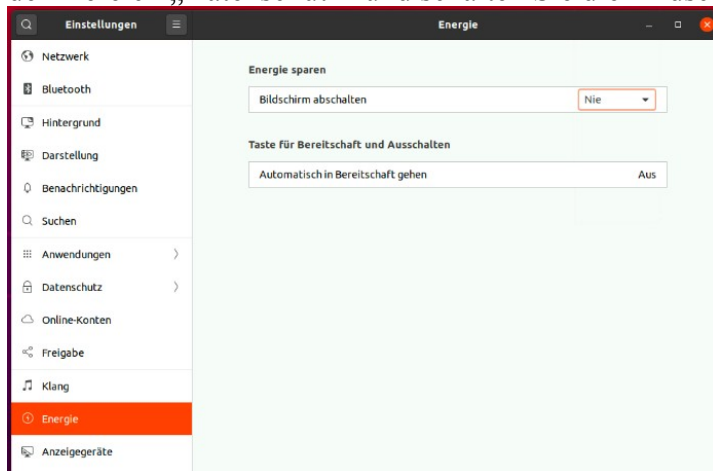 Einstellungen
Energie
Netzwerk
Bluetooth
Hintergrund
Darstellung
Benachrichtigungen
Suchen
Anwendungen
Datenschutz
Online-Konten
Freigabe
Klang
Energie
Anzeigegeräte
Energie sparen
Bildschirm abschalten Nie
Taste für Bereitschaft und Ausschalten
Automatisch in Bereitschaft gehen Aus